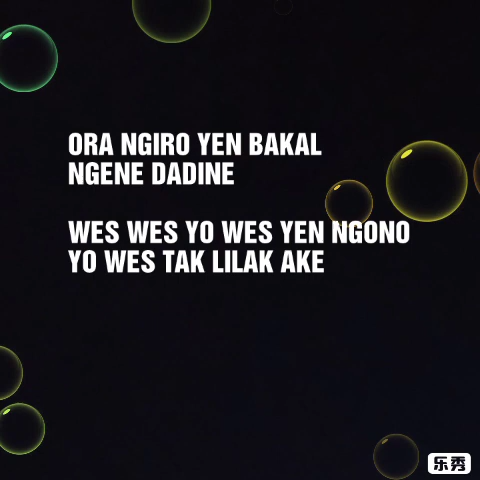 ORA NGIRO YEN BAKAL
NGENE DADINE
WES WES YO WES YEN NGONO
YO WES TAK LILAK AKE
乐秀